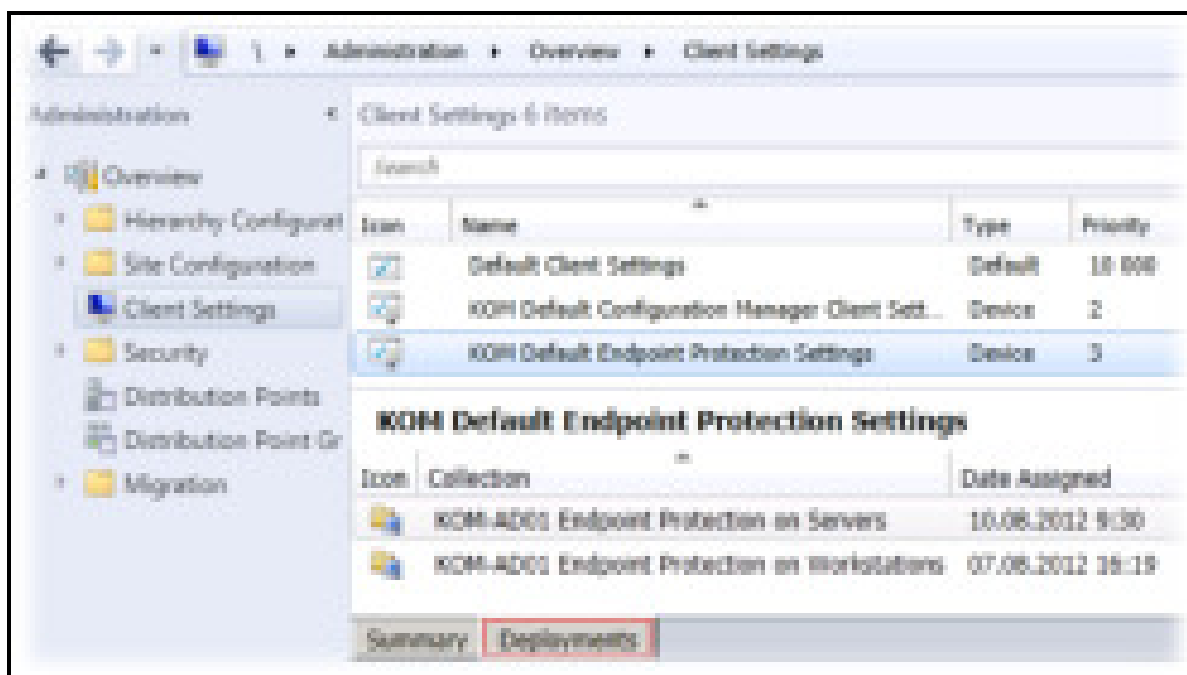 \ ▸ Administration ▸ Overview ▸ Client Settings
Administration
Overview
Hierarchy Configurat
Site Configuration
Client Settings
Security
Distribution Points
Distribution Point Gr
Migration
Client Settings 6 items
Search
Icon Name Type Priority
Default Client Settings Default 10 000
KOM Default Configuration Manager Client Sett... Device 2
KOM Default Endpoint Protection Settings Device 3
KOM Default Endpoint Protection Settings
Icon Collection Date Assigned
KOM-AD01 Endpoint Protection on Servers 10.08.2012 9:30
KOM-AD01 Endpoint Protection on Workstations 07.08.2012 16:19
Summary Deployments